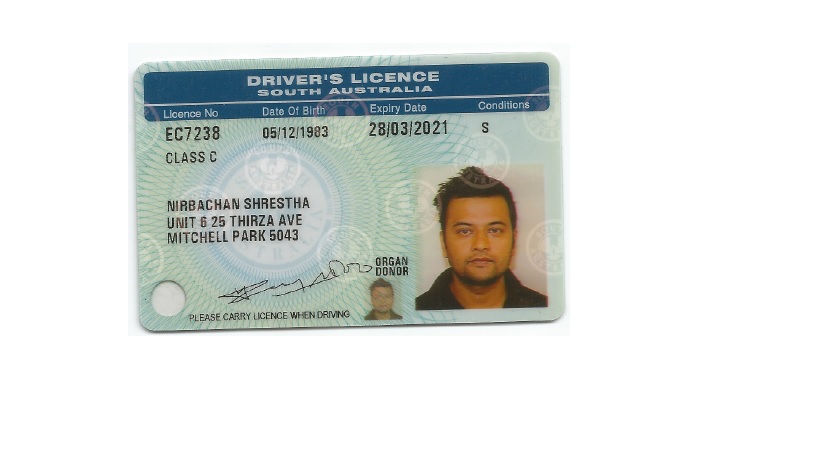 DRIVER'S LICENCE
SOUTH AUSTRALIA
Licence No Date Of Birth Expiry Date Conditions
EC7238 05/12/1983 28/03/2021 S
CLASS C
NIRBACHAN SHRESTHA
UNIT 6 25 THIRZA AVE
MITCHELL PARK 5043
ORGAN
DONOR
PLEASE CARRY LICENCE WHEN DRIVING